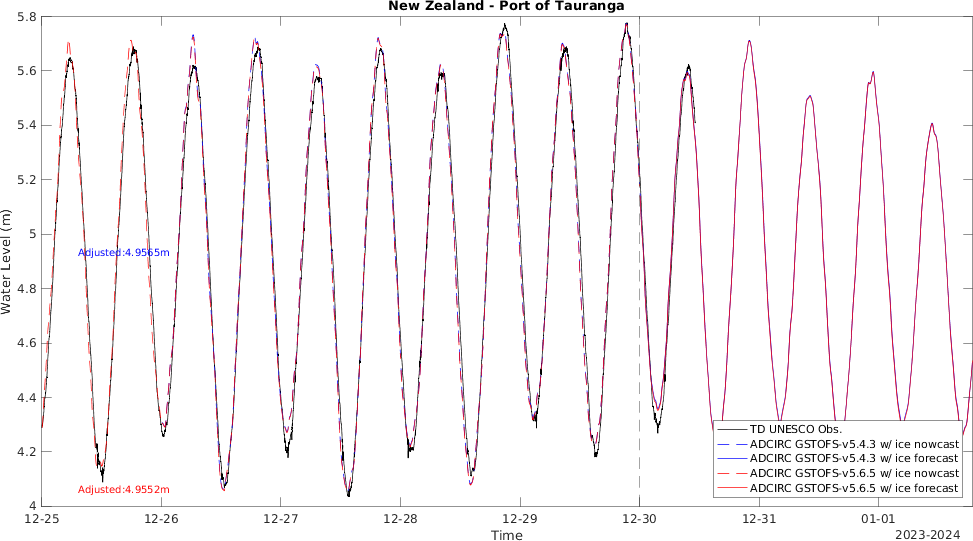 New Zealand - Port of Tauranga
5.8
5.6
5.4
5.2
5
4.8
4.6
4.4
4.2
4
Water Level (m)
Adjusted:4.9565m
Adjusted:4.9552m
TD UNESCO Obs.
ADCIRC GSTOFS-v5.4.3 w/ ice nowcast
ADCIRC GSTOFS-v5.4.3 w/ ice forecast
ADCIRC GSTOFS-v5.6.5 w/ ice nowcast
ADCIRC GSTOFS-v5.6.5 w/ ice forecast
12-25 12-26 12-27 12-28 12-29 12-30 12-31 01-01
Time
2023-2024